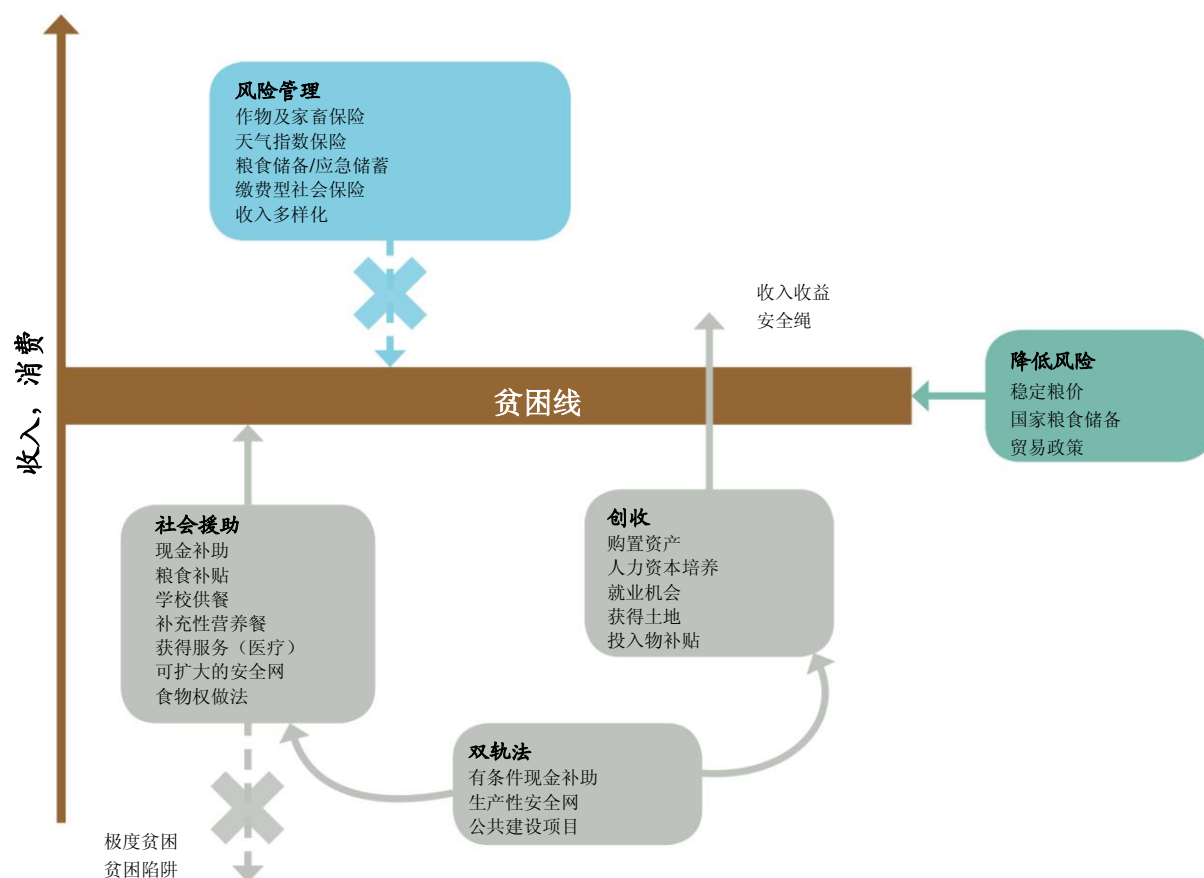 风险管理
作物及家畜保险
天气指数保险
粮食储备/应急储蓄
缴费型社会保险
收入多样化
收入收益
安全绳
收入，消费
贫困线
降低风险
稳定粮价
国家粮食储备
贸易政策
社会援助
现金补助
粮食补贴
学校供餐
补充性营养餐
获得服务（医疗）
可扩大的安全网
食物权做法
创收
购置资产
人力资本培养
就业机会
获得土地
投入物补贴
双轨法
有条件现金补助
生产性安全网
公共建设项目
极度贫困
贫困陷阱